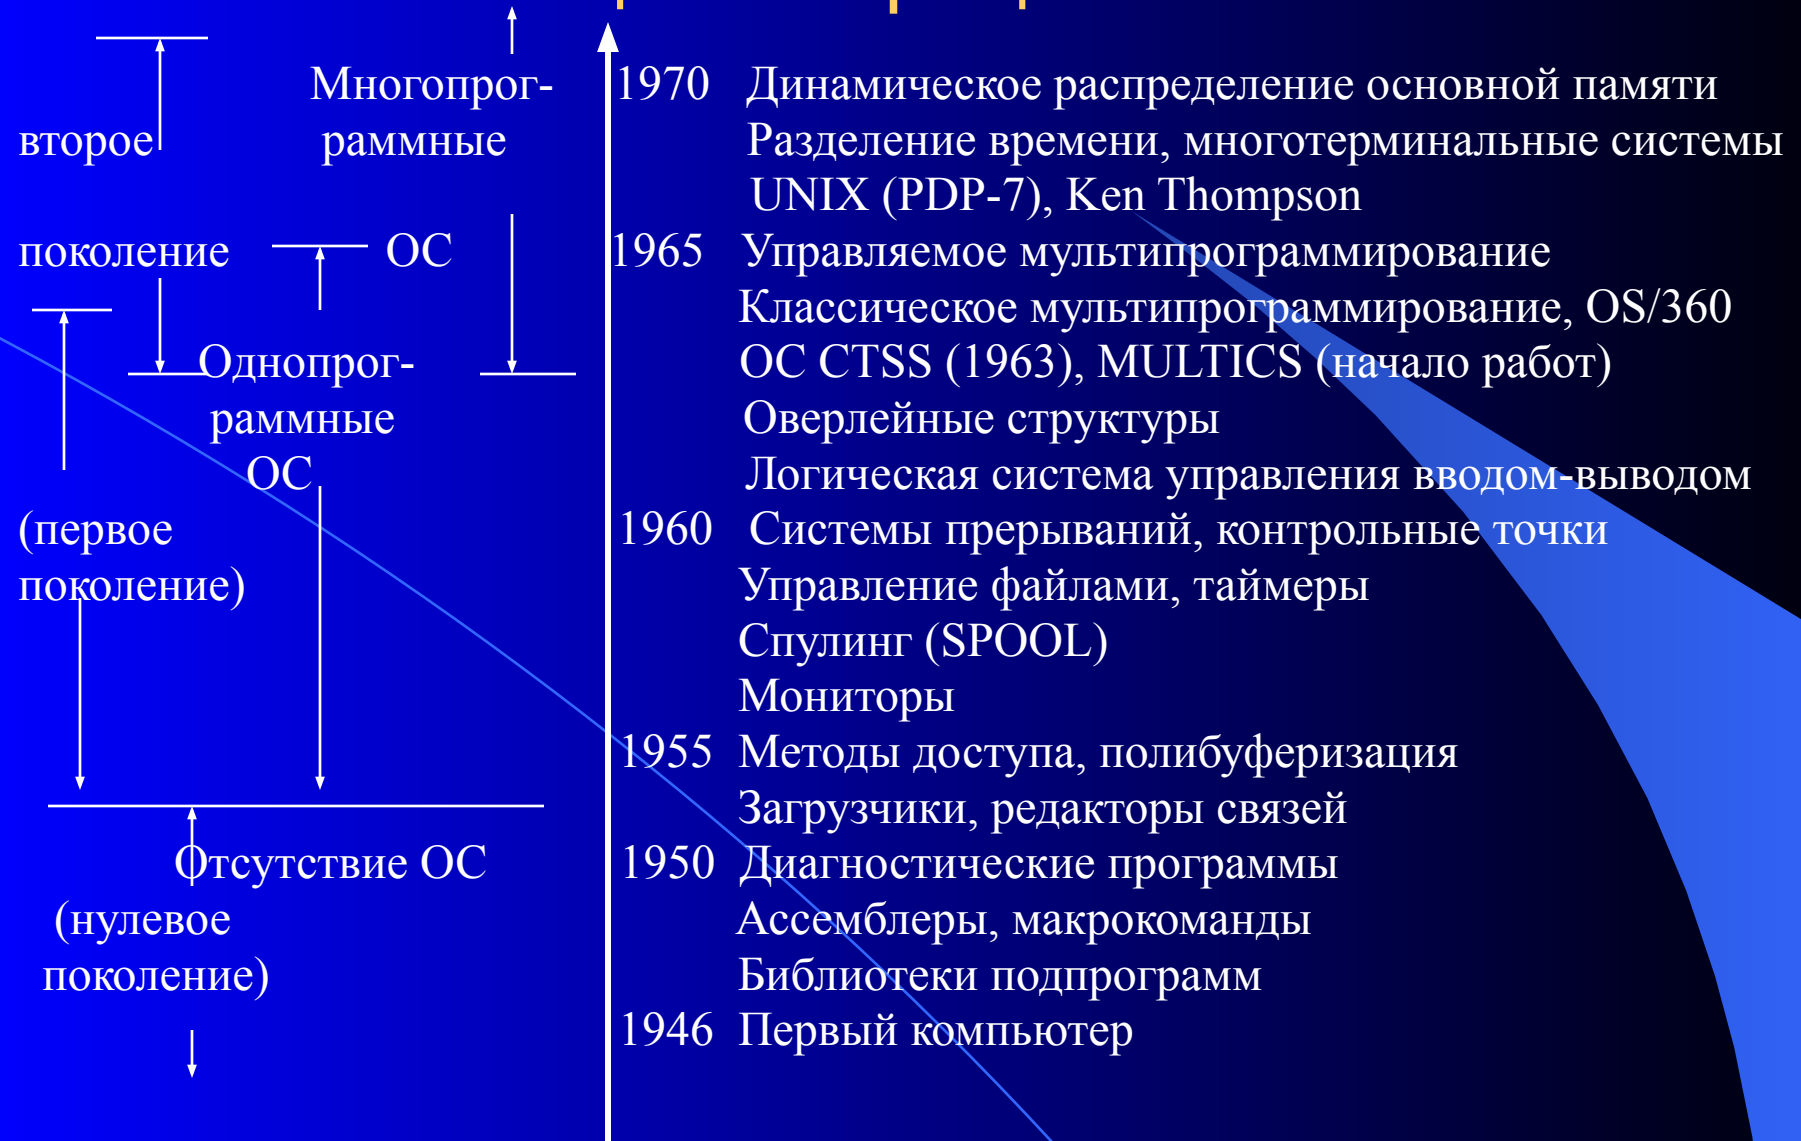 Многопрог- 1970 Динамическое распределение основной памяти
второе раммные Разделение времени, многотерминальные системы
UNIX (PDP-7), Ken Thompson
поколение ОС 1965 Управляемое мультипрограммирование
Классическое мультипрограммирование, OS/360
Однопрог- ОС CTSS (1963), MULTICS (начало работ)
раммные Оверлейные структуры
ОС Логическая система управления вводом-выводом
(первое 1960 Системы прерываний, контрольные точки
поколение) Управление файлами, таймеры
Спулинг (SPOOL)
Мониторы
1955 Методы доступа, полибуферизация
Загрузчики, редакторы связей
Отсутствие ОС 1950 Диагностические программы
(нулевое Ассемблеры, макрокоманды
поколение) Библиотеки подпрограмм
1946 Первый компьютер